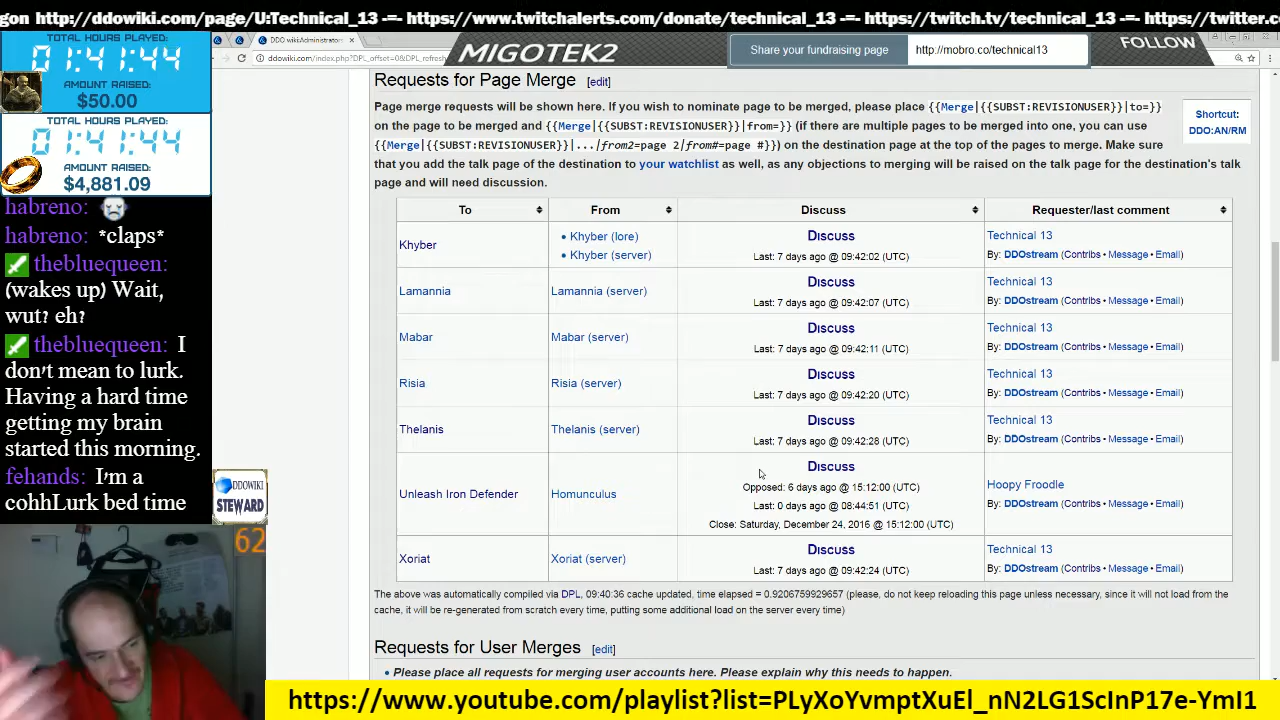 gon http://ddowiki.com/page/U:Technical_13 -=- https://www.twitchalerts.com/donate/technical_13 -=- https://twitch.tv/technical_13 -=- https://twitter.c
TOTAL HOURS PLAYED:
01:41:44
AMOUNT RAISED:
$50.00
TOTAL HOURS PLAYED:
01:41:44
AMOUNT RAISED:
$4,881.09
DDO wiki:Administrators
ddowiki.com/index.php?DPL_offset=0&DPL_refresh
MIGOTEK2
Share your fundraising page
http://mobro.co/technical13
FOLLOW
habreno:
habreno: *claps*
thebluequeen:
(wakes up) Wait,
wut? eh?
thebluequeen: I
don't mean to lurk.
Having a hard time
getting my brain
started this morning.
fehands: I'm a
cohhLurk bed time
DDOWIKI
STEWARD
62
Requests for Page Merge [edit]
Page merge requests will be shown here. If you wish to nominate page to be merged, please place {{Merge|{{SUBST:REVISIONUSER}}|to=}}
on the page to be merged and {{Merge|{{SUBST:REVISIONUSER}}|from=}} (if there are multiple pages to be merged into one, you can use
{{Merge|{{SUBST:REVISIONUSER}}|...|from2=page 2|from#=page #}}) on the destination page at the top of the pages to merge. Make sure
that you add the talk page of the destination to your watchlist as well, as any objections to merging will be raised on the talk page for the destination's talk
page and will need discussion.
Shortcut:
DDO:AN/RM
To From Discuss Requester/last comment
Khyber
• Khyber (lore)
• Khyber (server)
Discuss
Last: 7 days ago @ 09:42:02 (UTC)
Technical 13
By: DDOstream (Contribs • Message • Email)
Lamannia
Lamannia (server)
Discuss
Last: 7 days ago @ 09:42:07 (UTC)
Technical 13
By: DDOstream (Contribs • Message • Email)
Mabar
Mabar (server)
Discuss
Last: 7 days ago @ 09:42:11 (UTC)
Technical 13
By: DDOstream (Contribs • Message • Email)
Risia
Risia (server)
Discuss
Last: 7 days ago @ 09:42:20 (UTC)
Technical 13
By: DDOstream (Contribs • Message • Email)
Thelanis
Thelanis (server)
Discuss
Last: 7 days ago @ 09:42:28 (UTC)
Technical 13
By: DDOstream (Contribs • Message • Email)
Unleash Iron Defender
Homunculus
Discuss
Opposed: 6 days ago @ 15:12:00 (UTC)
Last: 0 days ago @ 08:44:51 (UTC)
Close: Saturday, December 24, 2016 @ 15:12:00 (UTC)
Hoopy Froodle
Xoriat
Xoriat (server)
Discuss
Last: 7 days ago @ 09:42:24 (UTC)
Technical 13
By: DDOstream (Contribs • Message • Email)
The above was automatically compiled via DPL, 09:40:36 cache updated, time elapsed = 0.9206759929657 (please, do not keep reloading this page unless necessary, since it will not load from the
cache, it will be re-generated from scratch every time, putting some additional load on the server every time)
Requests for User Merges [edit]
• Please place all requests for merging user accounts here. Please explain why this needs to happen.
https://www.youtube.com/playlist?list=PLyXoYvmptXuEl_nN2LG1ScInP17e-YmI1